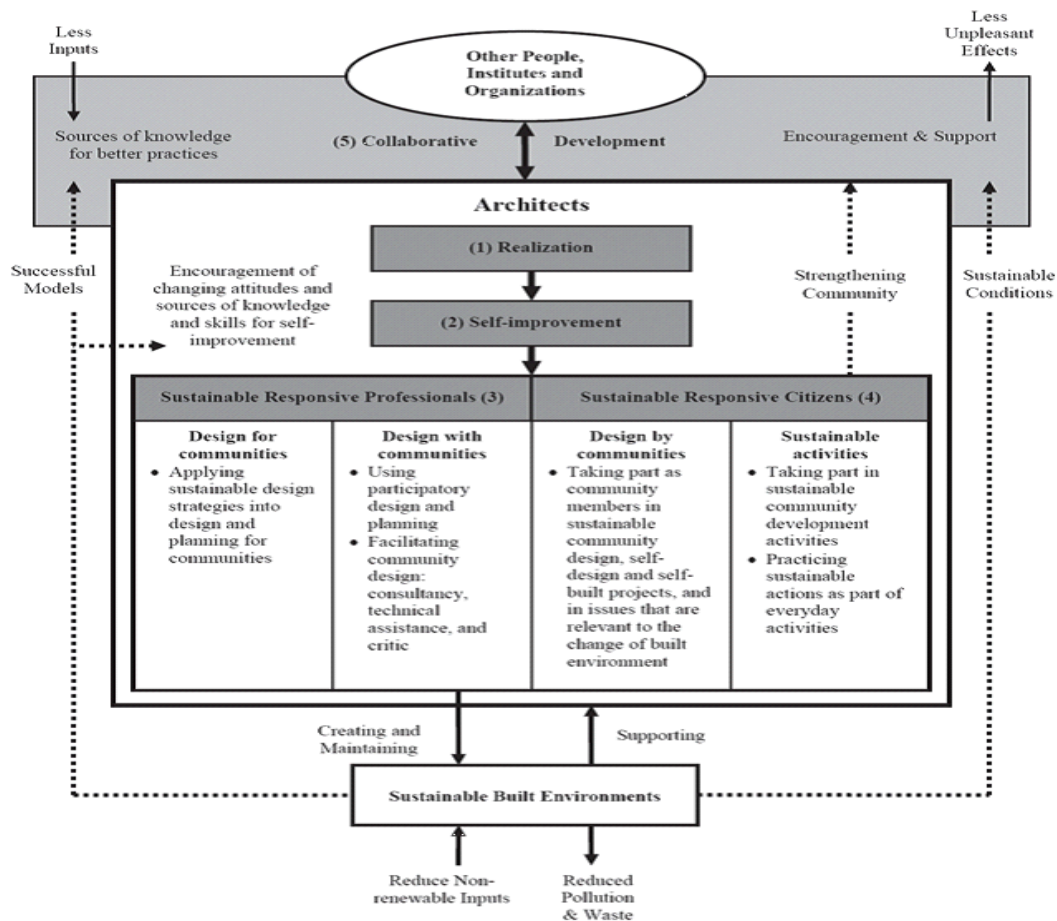 Less
Inputs
Less
Unpleasant
Effects
Other People,
Institutes and
Organizations
Sources of knowledge
for better practices
(5) Collaborative
Development
Encouragement & Support
Architects
(1) Realization
Successful
Models
Encouragement of
changing attitudes and
sources of knowledge
and skills for self-
improvement
Strengthening
Community
Sustainable
Conditions
(2) Self-improvement
Sustainable Responsive Professionals (3)
Sustainable Responsive Citizens (4)
Design for
communities
• Applying
sustainable design
strategies into
design and
planning for
communities
Design with
communities
• Using
participatory
design and
planning
• Facilitating
community
design:
consultancy,
technical
assistance, and
critic
Design by
communities
• Taking part as
community
members in
sustainable
community
design, self-
design and self-
built projects, and
in issues that are
relevant to the
change of built
environment
Sustainable
activities
• Taking part in
sustainable
community
development
activities
• Practicing
sustainable
actions as part of
everyday
activities
Creating and
Maintaining
Supporting
Sustainable Built Environments
Reduce Non-
renewable Inputs
Reduced
Pollution
& Waste